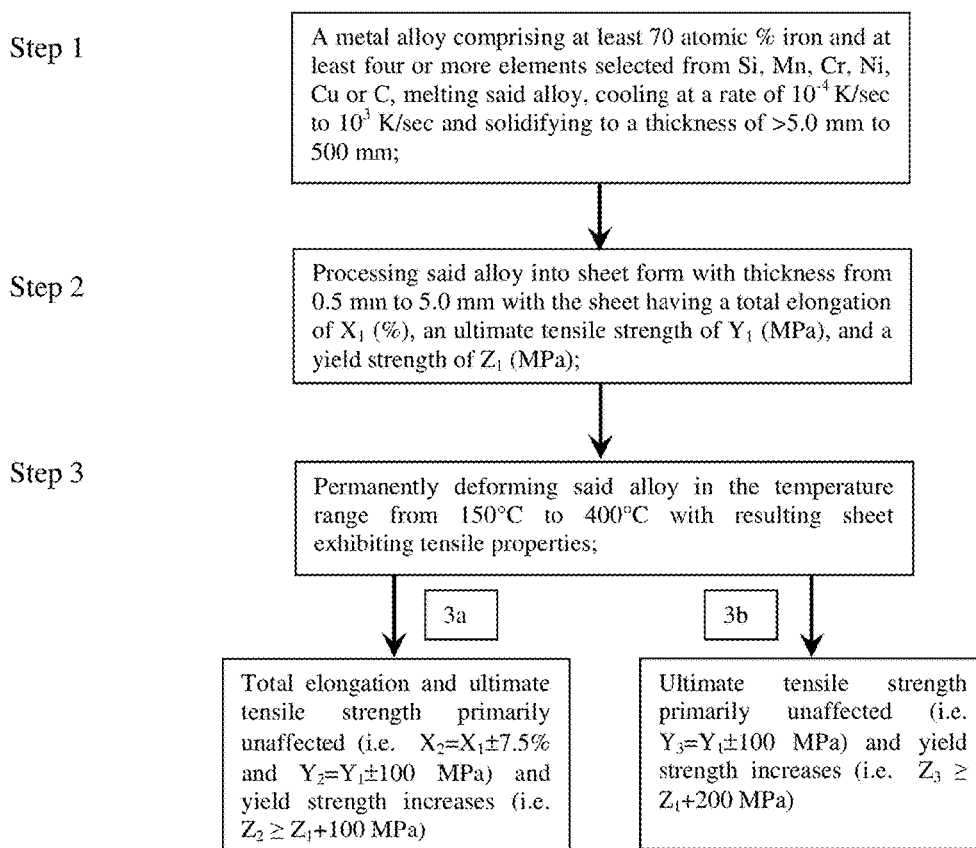 Step 1
A metal alloy comprising at least 70 atomic % iron and at
least four or more elements selected from Si, Mn, Cr, Ni,
Cu or C, melting said alloy, cooling at a rate of 10⁻⁴ K/sec
to 10³ K/sec and solidifying to a thickness of >5.0 mm to
500 mm;
Step 2
Processing said alloy into sheet form with thickness from
0.5 mm to 5.0 mm with the sheet having a total elongation
of X₁ (%), an ultimate tensile strength of Y₁ (MPa), and a
yield strength of Z₁ (MPa);
Step 3
Permanently deforming said alloy in the temperature
range from 150°C to 400°C with resulting sheet
exhibiting tensile properties;
3a
3b
Total elongation and ultimate
tensile strength primarily
unaffected (i.e. X₂=X₁±7.5%
and Y₂=Y₁±100 MPa) and
yield strength increases (i.e.
Z₂ ≥ Z₁+100 MPa)
Ultimate tensile strength
primarily unaffected (i.e.
Y₃=Y₁±100 MPa) and yield
strength increases (i.e. Z₃ ≥
Z₁+200 MPa)